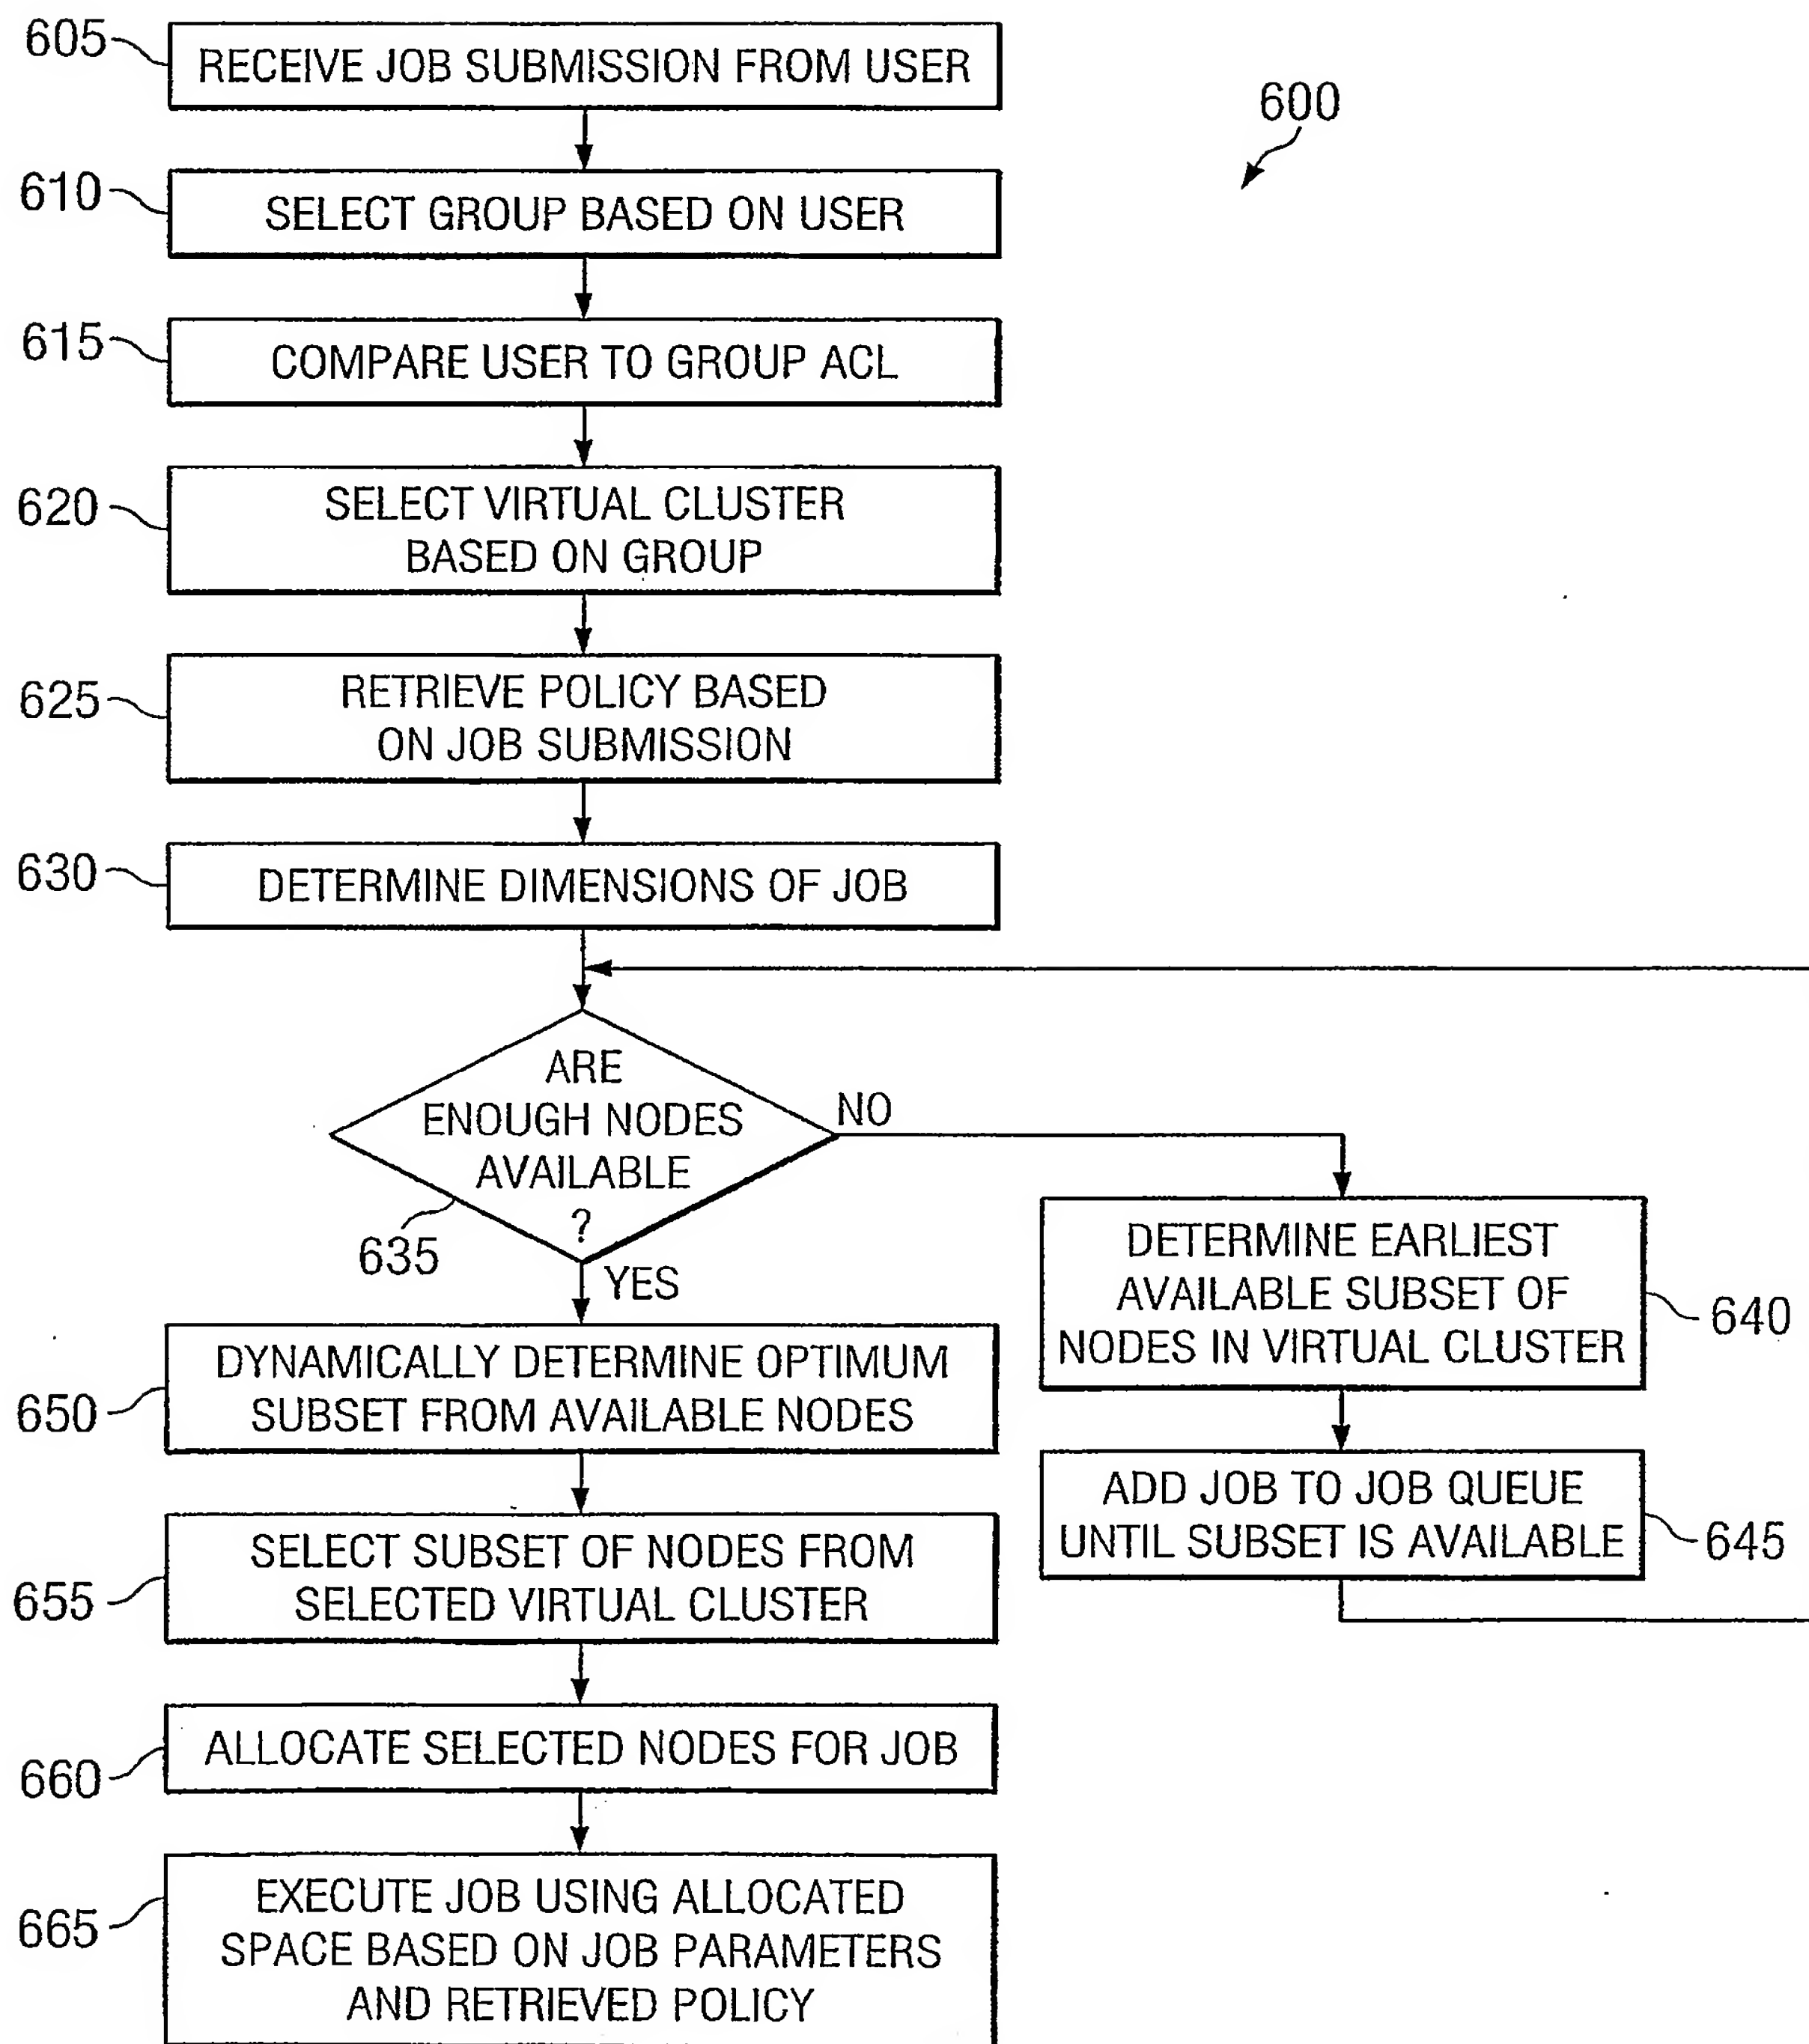 605
RECEIVE JOB SUBMISSION FROM USER
600
610
SELECT GROUP BASED ON USER
615
COMPARE USER TO GROUP ACL
620
SELECT VIRTUAL CLUSTER
BASED ON GROUP
625
RETRIEVE POLICY BASED
ON JOB SUBMISSION
630
DETERMINE DIMENSIONS OF JOB
ARE
ENOUGH NODES
AVAILABLE
?
635
NO
YES
DETERMINE EARLIEST
AVAILABLE SUBSET OF
NODES IN VIRTUAL CLUSTER
640
ADD JOB TO JOB QUEUE
UNTIL SUBSET IS AVAILABLE
645
650
DYNAMICALLY DETERMINE OPTIMUM
SUBSET FROM AVAILABLE NODES
655
SELECT SUBSET OF NODES FROM
SELECTED VIRTUAL CLUSTER
660
ALLOCATE SELECTED NODES FOR JOB
665
EXECUTE JOB USING ALLOCATED
SPACE BASED ON JOB PARAMETERS
AND RETRIEVED POLICY